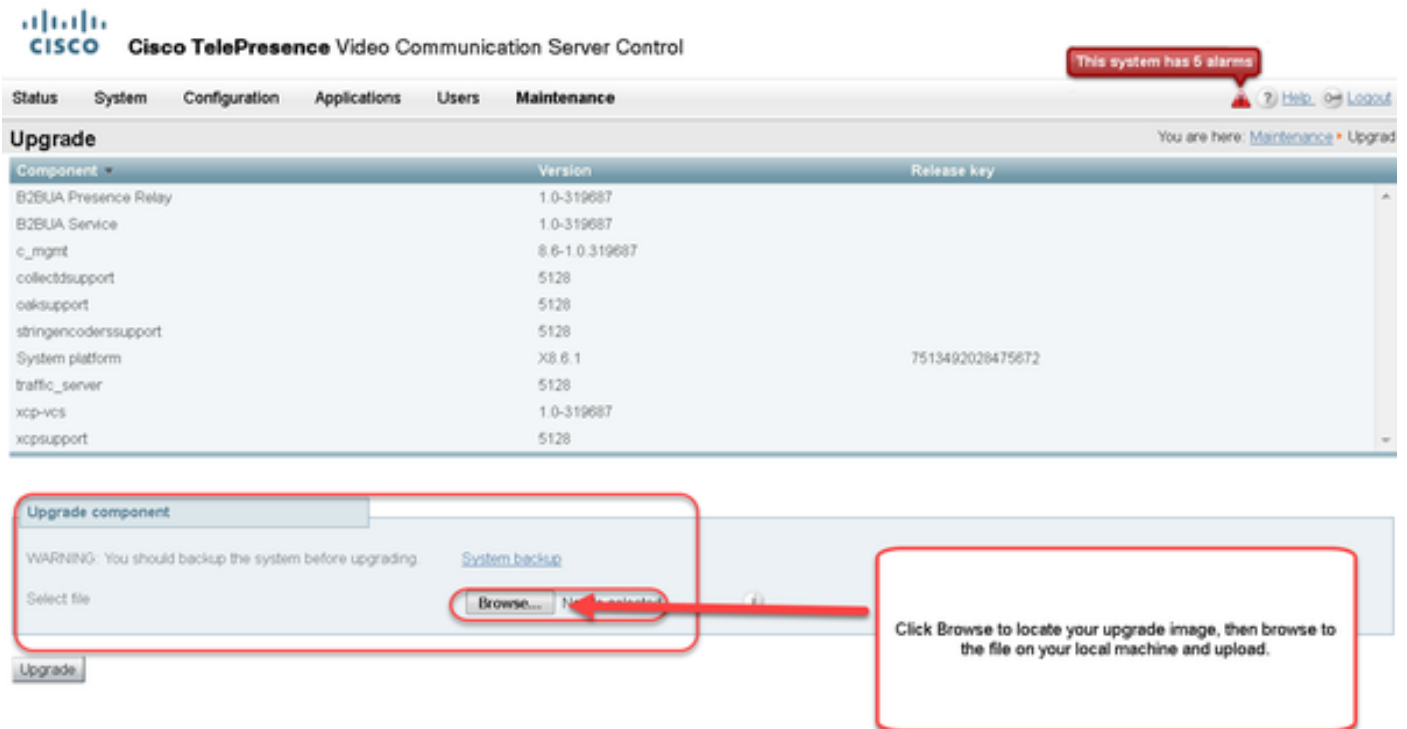 CISCO Cisco TelePresence Video Communication Server Control
This system has 5 alarms
Status System Configuration Applications Users Maintenance
? Help Logout
Upgrade
You are here: Maintenance Upgrad
Component Version Release key
B2BUA Presence Relay 1.0-319687
B2BUA Service 1.0-319687
c_mgmt 8.6-1.0.319687
collectdsupport 5128
oaksupport 5128
stringencoderssupport 5128
System platform X8.6.1 7513492028475672
traffic_server 5128
xcp-vcs 1.0-319687
xcpsupport 5128
Upgrade component
WARNING: You should backup the system before upgrading. System backup
Select file Browse... selected i
Click Browse to locate your upgrade image, then browse to
the file on your local machine and upload.
Upgrade